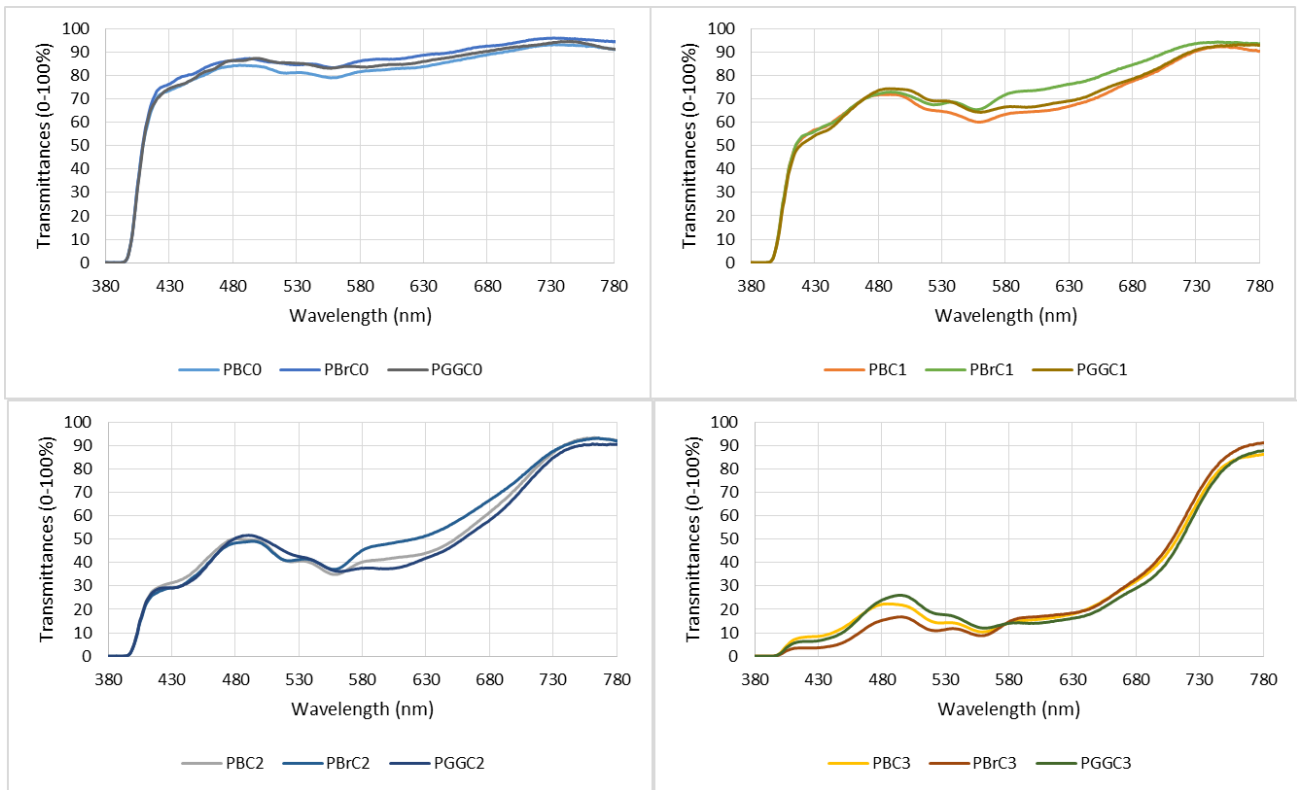 Transmittances (0-100%)
100
90
80
70
60
50
40
30
20
10
0
380 430 480 530 580 630 680 730 780
Wavelength (nm)
PBC0 PBrC0 PGGC0
Transmittances (0-100%)
100
90
80
70
60
50
40
30
20
10
0
380 430 480 530 580 630 680 730 780
Wavelength (nm)
PBC1 PBrC1 PGGC1
Transmittances (0-100%)
100
90
80
70
60
50
40
30
20
10
0
380 430 480 530 580 630 680 730 780
Wavelength (nm)
PBC2 PBrC2 PGGC2
Transmittances (0-100%)
100
90
80
70
60
50
40
30
20
10
0
380 430 480 530 580 630 680 730 780
Wavelength (nm)
PBC3 PBrC3 PGGC3